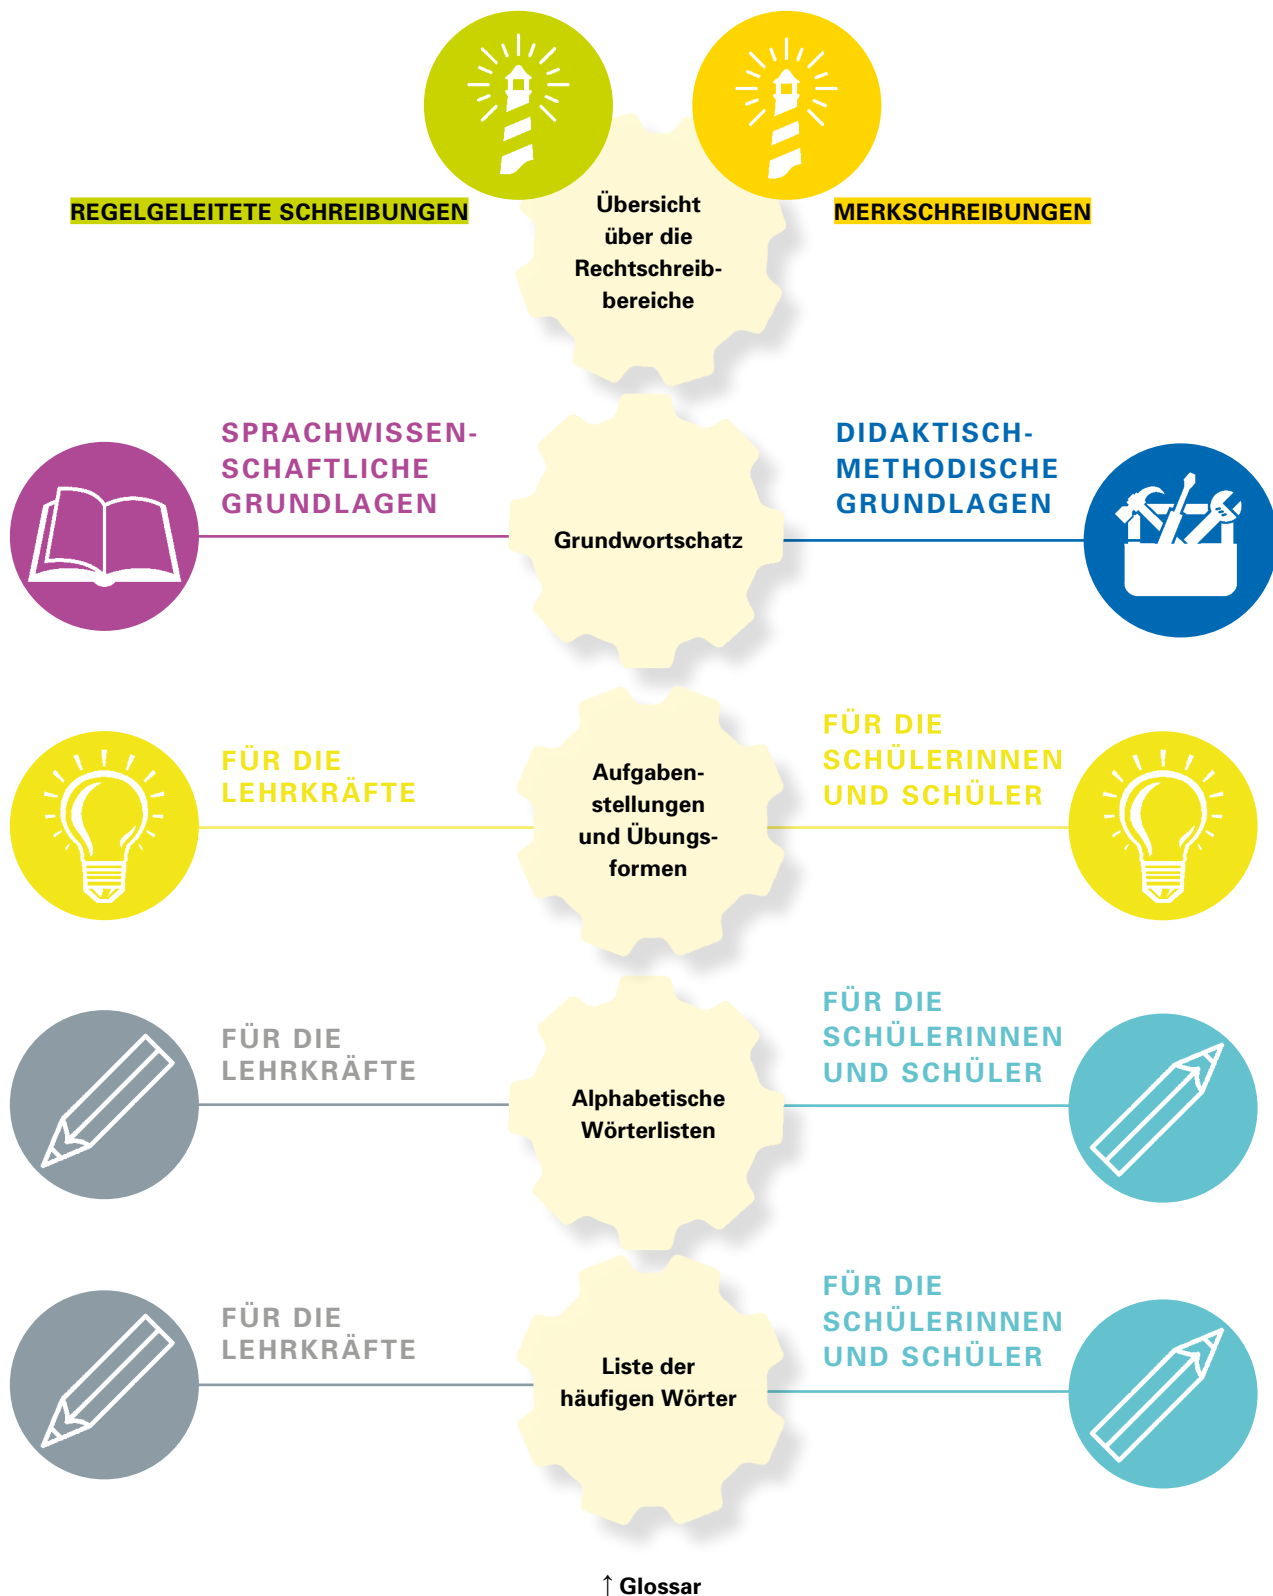 REGELGELEITETE SCHREIBUNGEN
MERKSCHREIBUNGEN
Übersicht
über die
Rechtschreib-
bereiche
SPRACHWISSEN-
SCHAFTLICHE
GRUNDLAGEN
Grundwortschatz
DIDAKTISCH-
METHODISCHE
GRUNDLAGEN
FÜR DIE
LEHRKRÄFTE
Aufgaben-
stellungen
und Übungs-
formen
FÜR DIE
SCHÜLERINNEN
UND SCHÜLER
FÜR DIE
LEHRKRÄFTE
Alphabetische
Wörterlisten
FÜR DIE
SCHÜLERINNEN
UND SCHÜLER
FÜR DIE
LEHRKRÄFTE
Liste der
häufigen Wörter
FÜR DIE
SCHÜLERINNEN
UND SCHÜLER
↑ Glossar